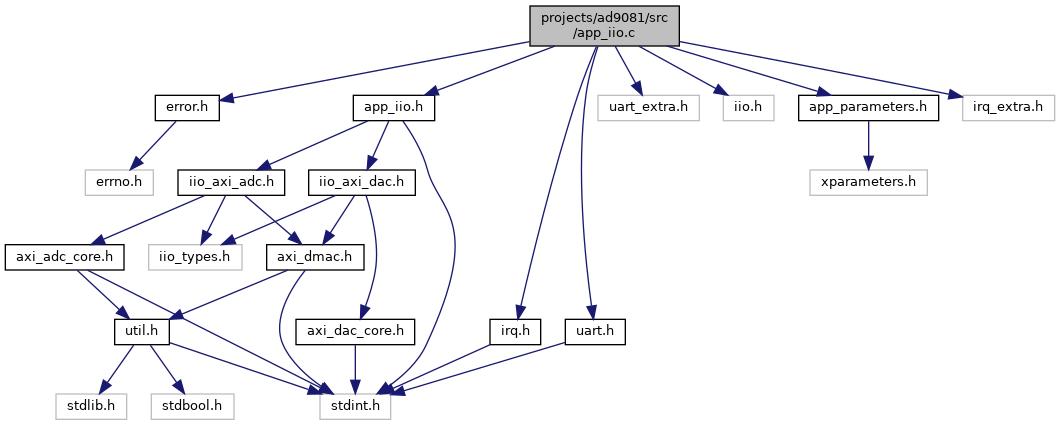 projects/ad9081/src
/app_iio.c
error.h
app_iio.h
uart_extra.h
iio.h
app_parameters.h
irq_extra.h
errno.h
iio_axi_adc.h
iio_axi_dac.h
xparameters.h
axi_adc_core.h
iio_types.h
axi_dmac.h
util.h
axi_dac_core.h
irq.h
uart.h
stdlib.h
stdbool.h
stdint.h